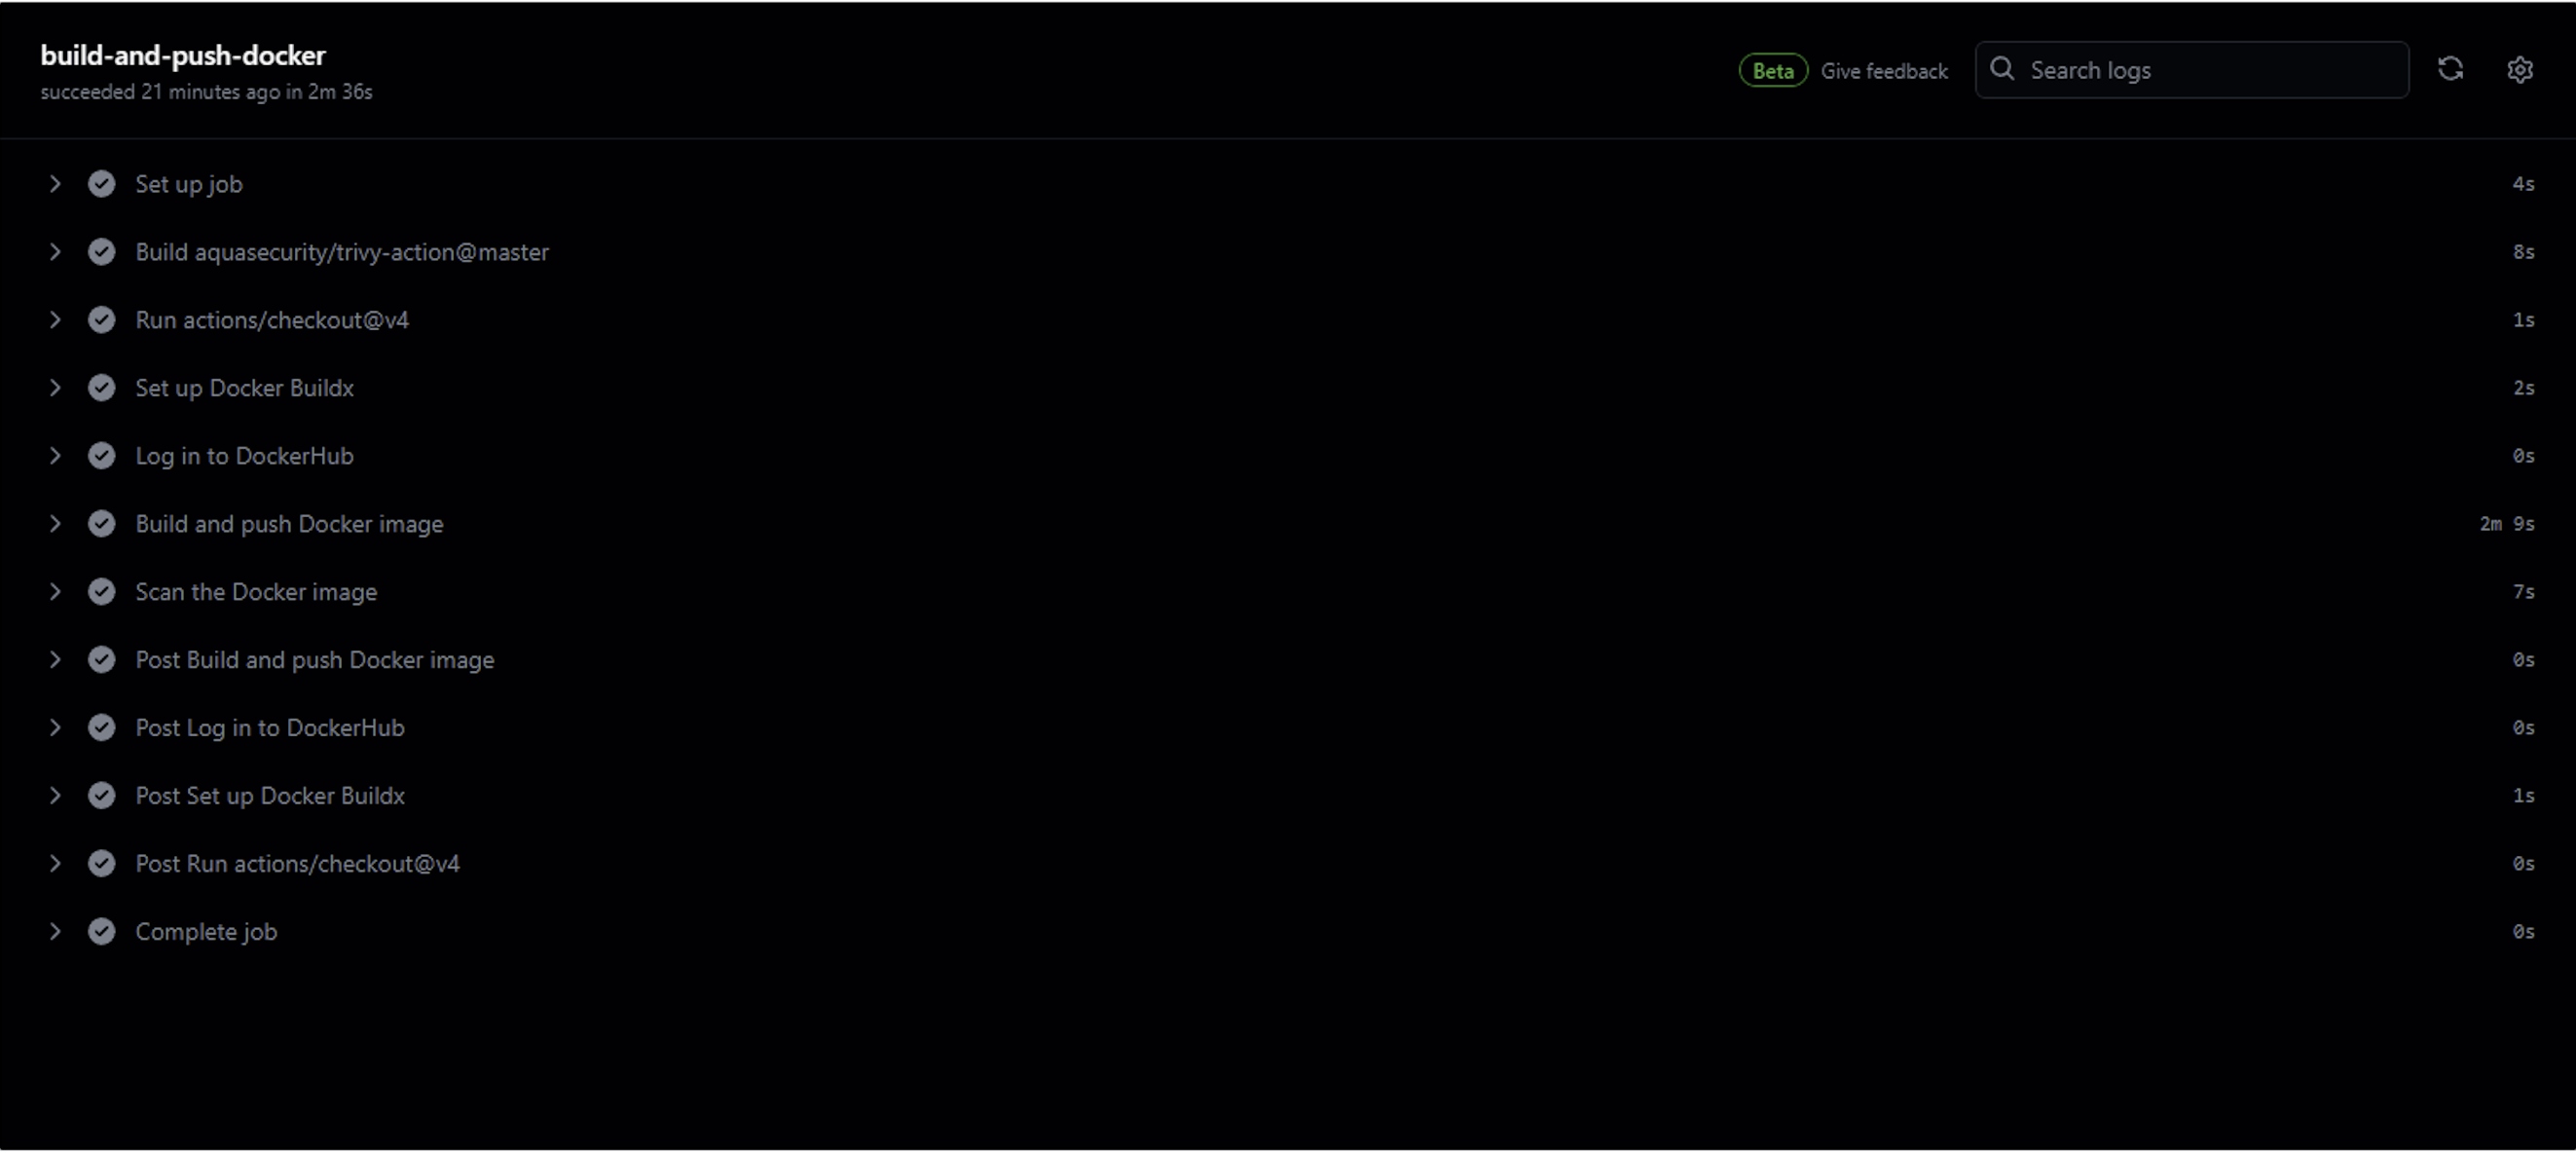 build-and-push-docker
succeeded 21 minutes ago in 2m 36s
Beta Give feedback Search logs
Set up job 4s
Build aquasecurity/trivy-action@master 8s
Run actions/checkout@v4 1s
Set up Docker Buildx 2s
Log in to DockerHub 0s
Build and push Docker image 2m 9s
Scan the Docker image 7s
Post Build and push Docker image 0s
Post Log in to DockerHub 0s
Post Set up Docker Buildx 1s
Post Run actions/checkout@v4 0s
Complete job 0s